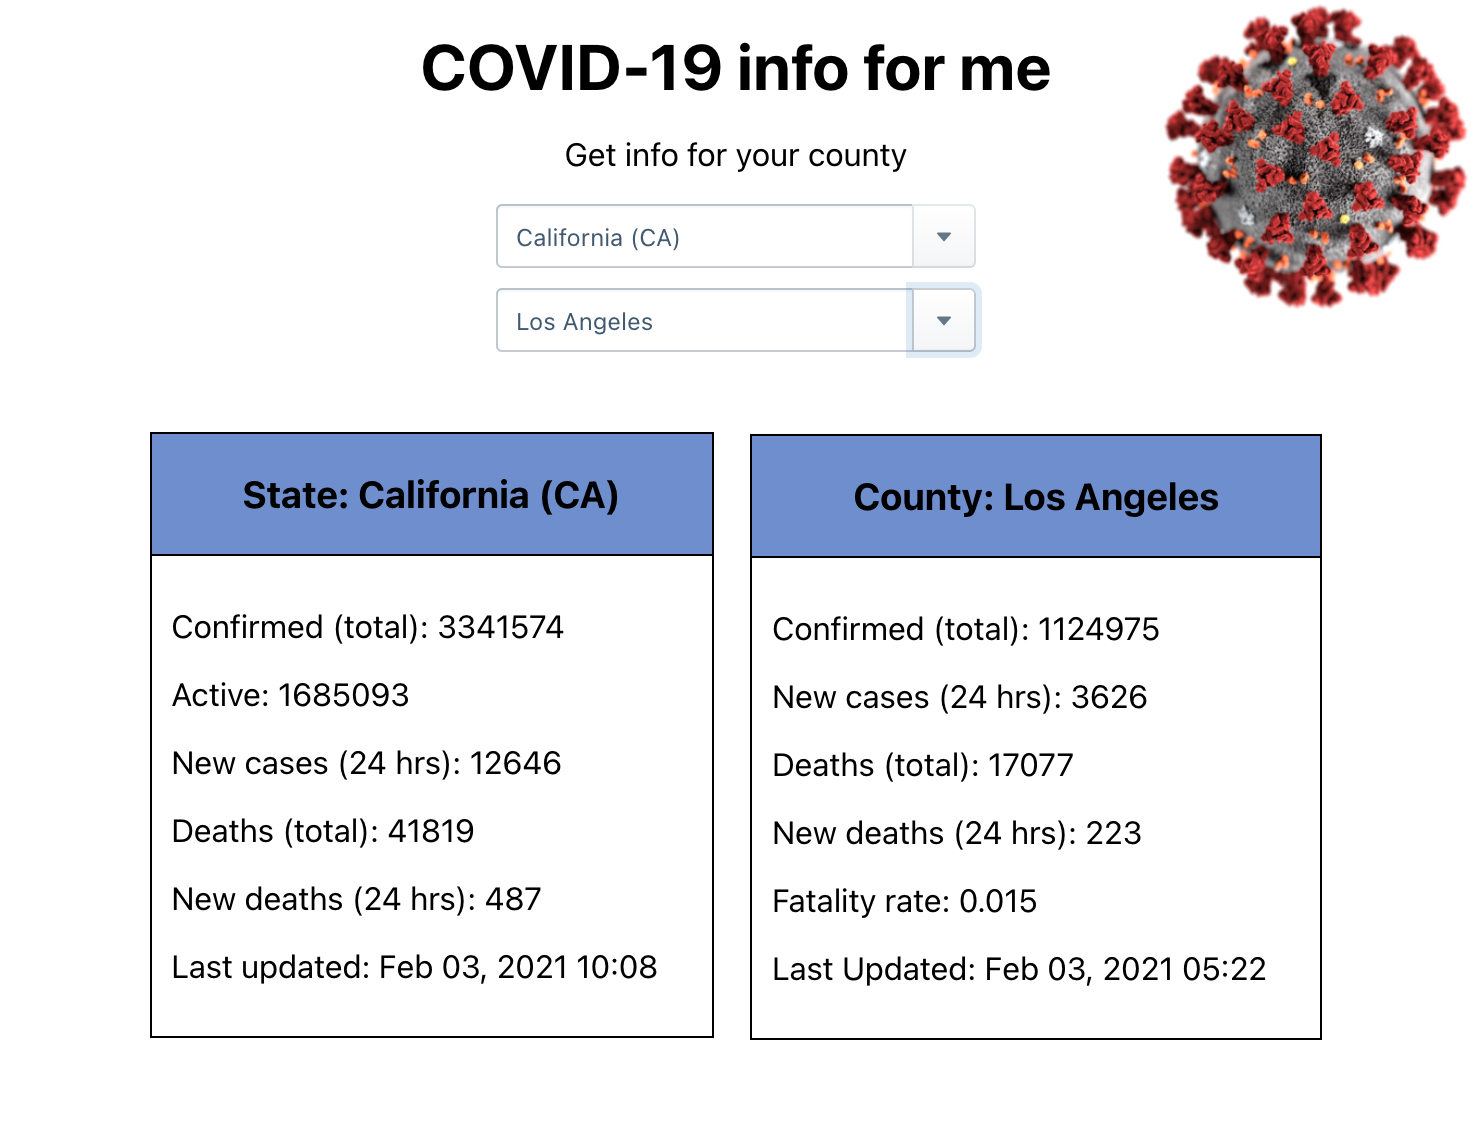 COVID-19 info for me
Get info for your county
California (CA)
Los Angeles
State: California (CA)
Confirmed (total): 3341574
Active: 1685093
New cases (24 hrs): 12646
Deaths (total): 41819
New deaths (24 hrs): 487
Last updated: Feb 03, 2021 10:08
County: Los Angeles
Confirmed (total): 1124975
New cases (24 hrs): 3626
Deaths (total): 17077
New deaths (24 hrs): 223
Fatality rate: 0.015
Last Updated: Feb 03, 2021 05:22